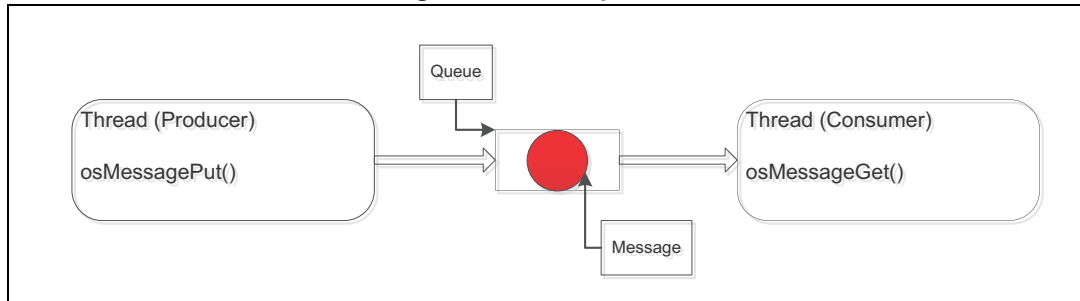 Queue
Thread (Producer)
osMessagePut()
Thread (Consumer)
osMessageGet()
Message